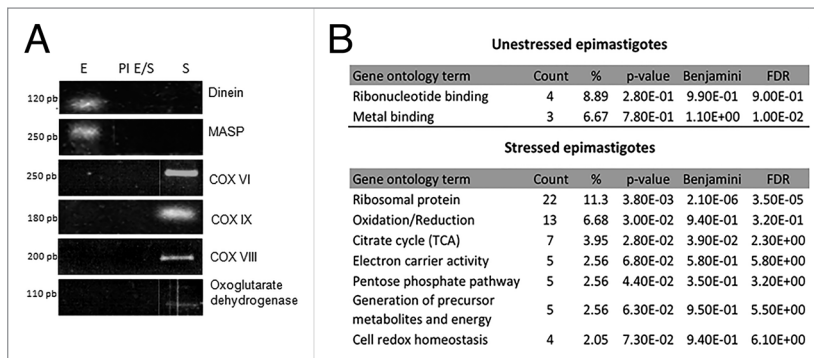 A
E PI E/S S
120 pb Dinein
250 pb MASP
250 pb COX VI
180 pb COX IX
200 pb COX VIII
110 pb Oxoglutarate
dehydrogenase
B
Unestressed epimastigotes
Gene ontology term Count % p-value Benjamini FDR
Ribonucleotide binding 4 8.89 2.80E-01 9.90E-01 9.00E-01
Metal binding 3 6.67 7.80E-01 1.10E+00 1.00E-02
Stressed epimastigotes
Gene ontology term Count % p-value Benjamini FDR
Ribosomal protein 22 11.3 3.80E-03 2.10E-06 3.50E-05
Oxidation/Reduction 13 6.68 3.00E-02 9.40E-01 3.20E-01
Citrate cycle (TCA) 7 3.95 2.80E-02 3.90E-02 2.30E+00
Electron carrier activity 5 2.56 6.80E-02 5.80E-01 5.80E+00
Pentose phosphate pathway 5 2.56 4.40E-02 3.50E-01 3.20E+00
Generation of precursor
metabolites and energy 5 2.56 6.30E-02 9.50E-01 5.50E+00
Cell redox homeostasis 4 2.05 7.30E-02 9.40E-01 6.10E+00